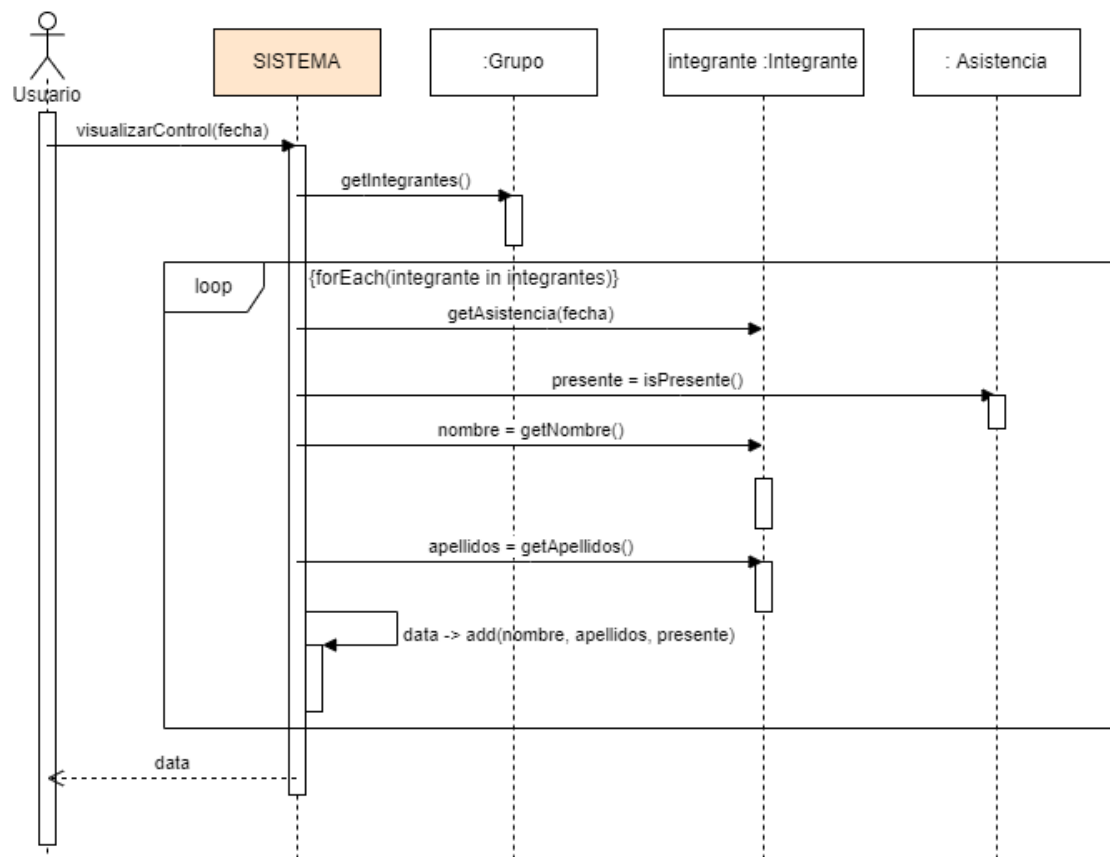 Usuario
SISTEMA
:Grupo
integrante :Integrante
: Asistencia
visualizarControl(fecha)
getIntegrantes()
loop
{forEach(integrante in integrantes)}
getAsistencia(fecha)
presente = isPresente()
nombre = getNombre()
apellidos = getApellidos()
data -> add(nombre, apellidos, presente)
data